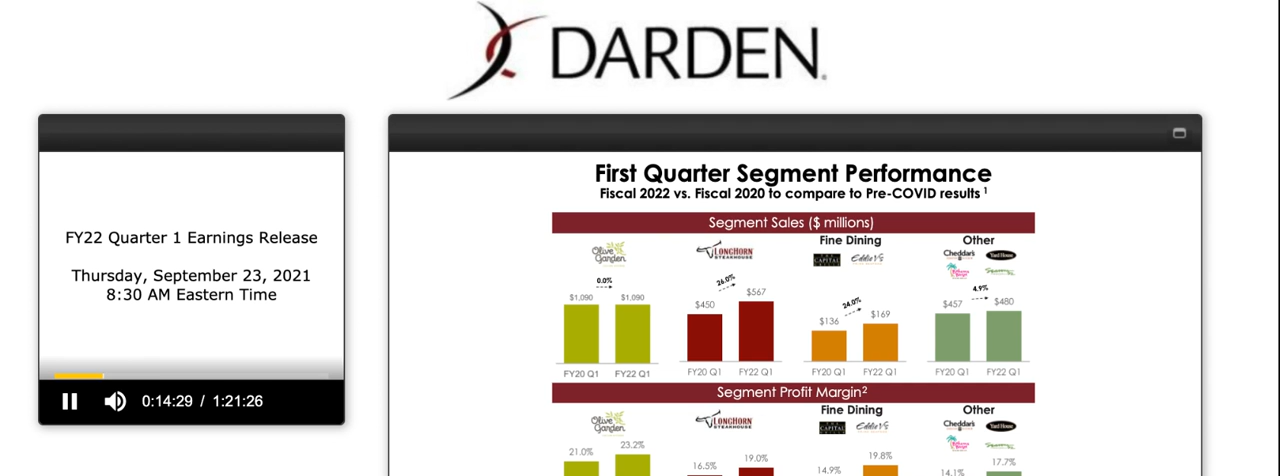 DARDEN
FY22 Quarter 1 Earnings Release
Thursday, September 23, 2021
8:30 AM Eastern Time
0:14:29 / 1:21:26
First Quarter Segment Performance
Fiscal 2022 vs. Fiscal 2020 to compare to Pre-COVID results 1
Segment Sales ($ millions)
Olive Garden
LONGHORN STEAKHOUSE
Fine Dining
THE CAPITAL
Eddie V's
Other
Cheddar's
YARD HOUSE
0.0%
$1,090 $1,090
FY20 Q1 FY22 Q1
26.0%
$450 $567
FY20 Q1 FY22 Q1
24.0%
$136 $169
FY20 Q1 FY22 Q1
4.9%
$457 $480
FY20 Q1 FY22 Q1
Segment Profit Margin2
Olive Garden
LONGHORN STEAKHOUSE
Fine Dining
Eddie V's
Other
Cheddar's
YARD HOUSE
21.0% 23.2%
16.5% 19.0%
14.9% 19.8%
14.1% 17.7%